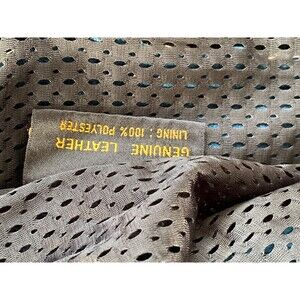 GENUINE LEATHER
LINING : 100% POLYESTER